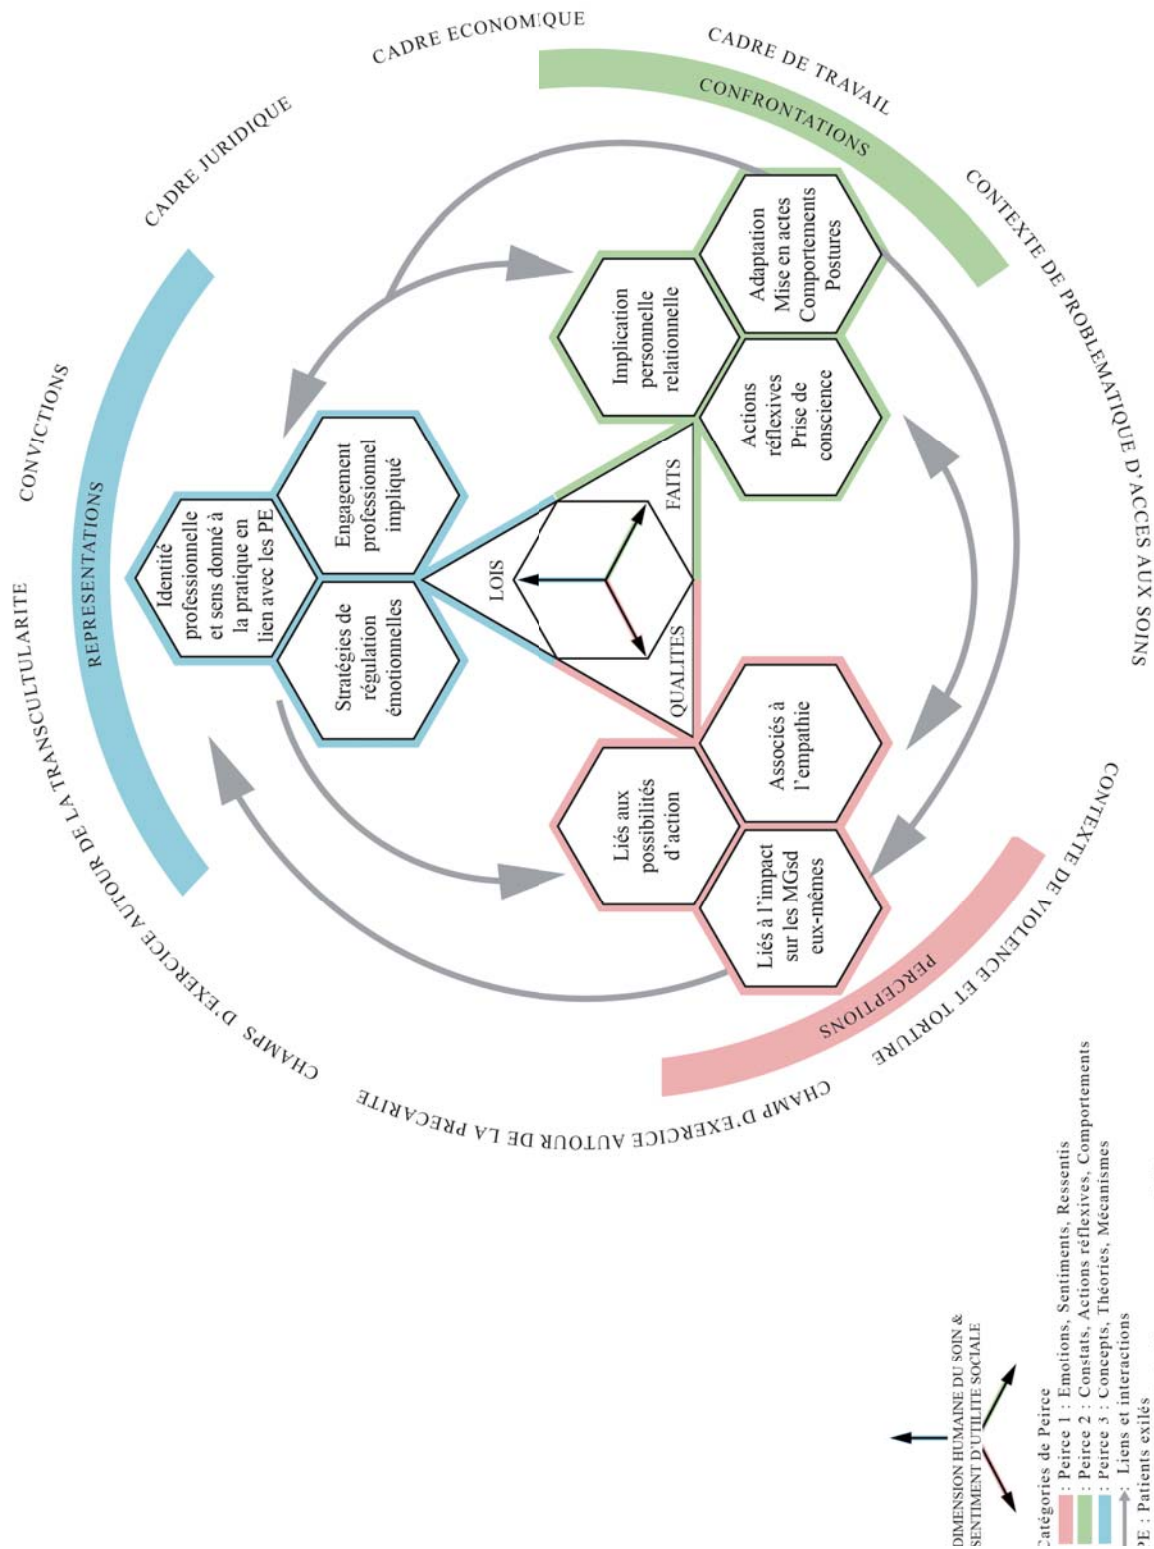 CHAMP D'EXERCICE AUTOUR DE LA PRECARITE
CHAMPS D'EXERCICE AUTOUR DE LA TRANSCULTURALITE
CONVICTIONS
CADRE JURIDIQUE
CADRE ECONOMIQUE
CADRE DE TRAVAIL
CONTEXTE DE PROBLEMATIQUE D'ACCES AUX SOINS
CONTEXTE DE VIOLENCE ET TORTURE
REPRESENTATIONS
Identité
professionnelle
et sens donné à
la pratique en
lien avec les PE
Stratégies de
régulation
émotionnelles
Engagement
professionnel
impliqué
LOIS
QUALITES
FAITS
CONFRONTATIONS
Implication
personnelle
relationnelle
Actions
réflexives
Prise de
conscience
Adaptation
Mise en actes
Comportements
Postures
PERCEPTIONS
Liés aux
possibilités
d'action
Liés à l'impact
sur les MGsd
eux-mêmes
Associés à
l'empathie
DIMENSION HUMAINE DU SOIN &
SENTIMENT D'UTILITE SOCIALE
Catégories de Peirce
: Peirce 1 : Emotions, Sentiments, Ressentis
: Peirce 2 : Constats, Actions réflexives, Comportements
: Peirce 3 : Concepts, Théories, Mécanismes
: Liens et interactions
PE : Patients exilés